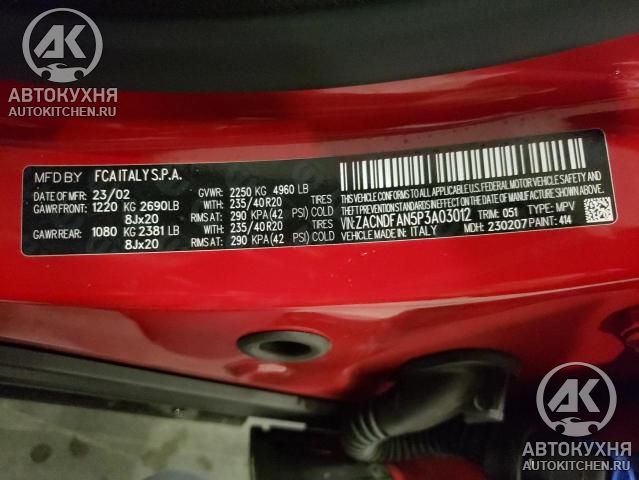 AK
АВТОКУХНЯ
AUTOKITCHEN.RU
MFD BY FCA ITALY S.P.A.
DATE OF MFR: 23/02 GVWR: 2250 KG 4960 LB
GAWR FRONT: 1220 KG 2690LB WITH: 235/40R20 TIRES
8Jx20 RIMS AT: 290 KPA(42 PSI) COLD
GAWR REAR: 1080 KG 2381 LB WITH: 235/40R20 TIRES
8Jx20 RIMS AT: 290 KPA(42 PSI) COLD
THIS VEHICLE CONFORMS TO ALL APPLICABLE U.S. FEDERAL MOTOR VEHICLE
THEFT PREVENTION STANDARDS IN EFFECT ON THE DATE OF MANUFACTURE SHOWN ABOVE.
VIN: ZACNDFAN5P3A03012 TRIM: 051 TYPE: MPV
VEHICLE MADE IN: ITALY MDH: 230207 PAINT: 414
AK
АВТОКУХНЯ
AUTOKITCHEN.RU